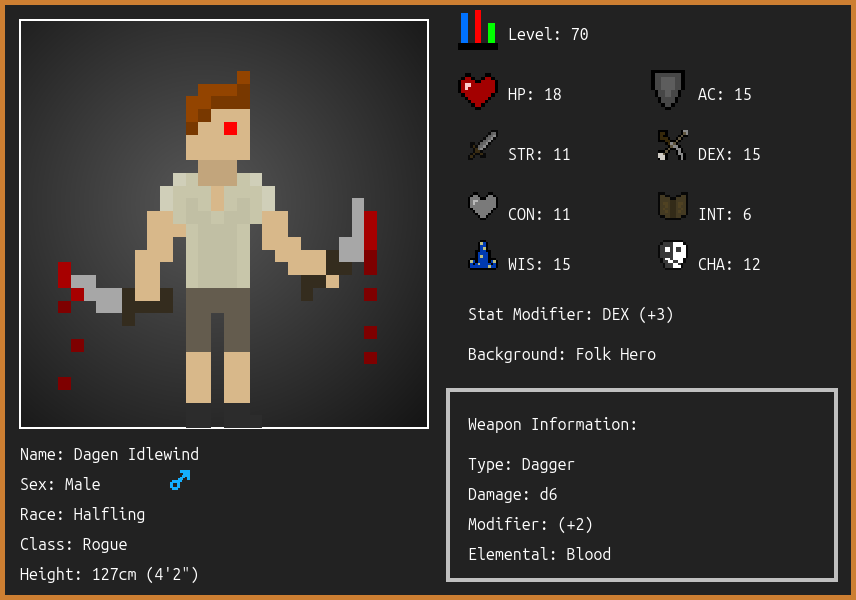 Level: 70
HP: 18
AC: 15
STR: 11
DEX: 15
CON: 11
INT: 6
WIS: 15
CHA: 12
Stat Modifier: DEX (+3)
Background: Folk Hero
Weapon Information:
Type: Dagger
Damage: d6
Modifier: (+2)
Elemental: Blood
Name: Dagen Idlewind
Sex: Male
Race: Halfling
Class: Rogue
Height: 127cm (4'2")